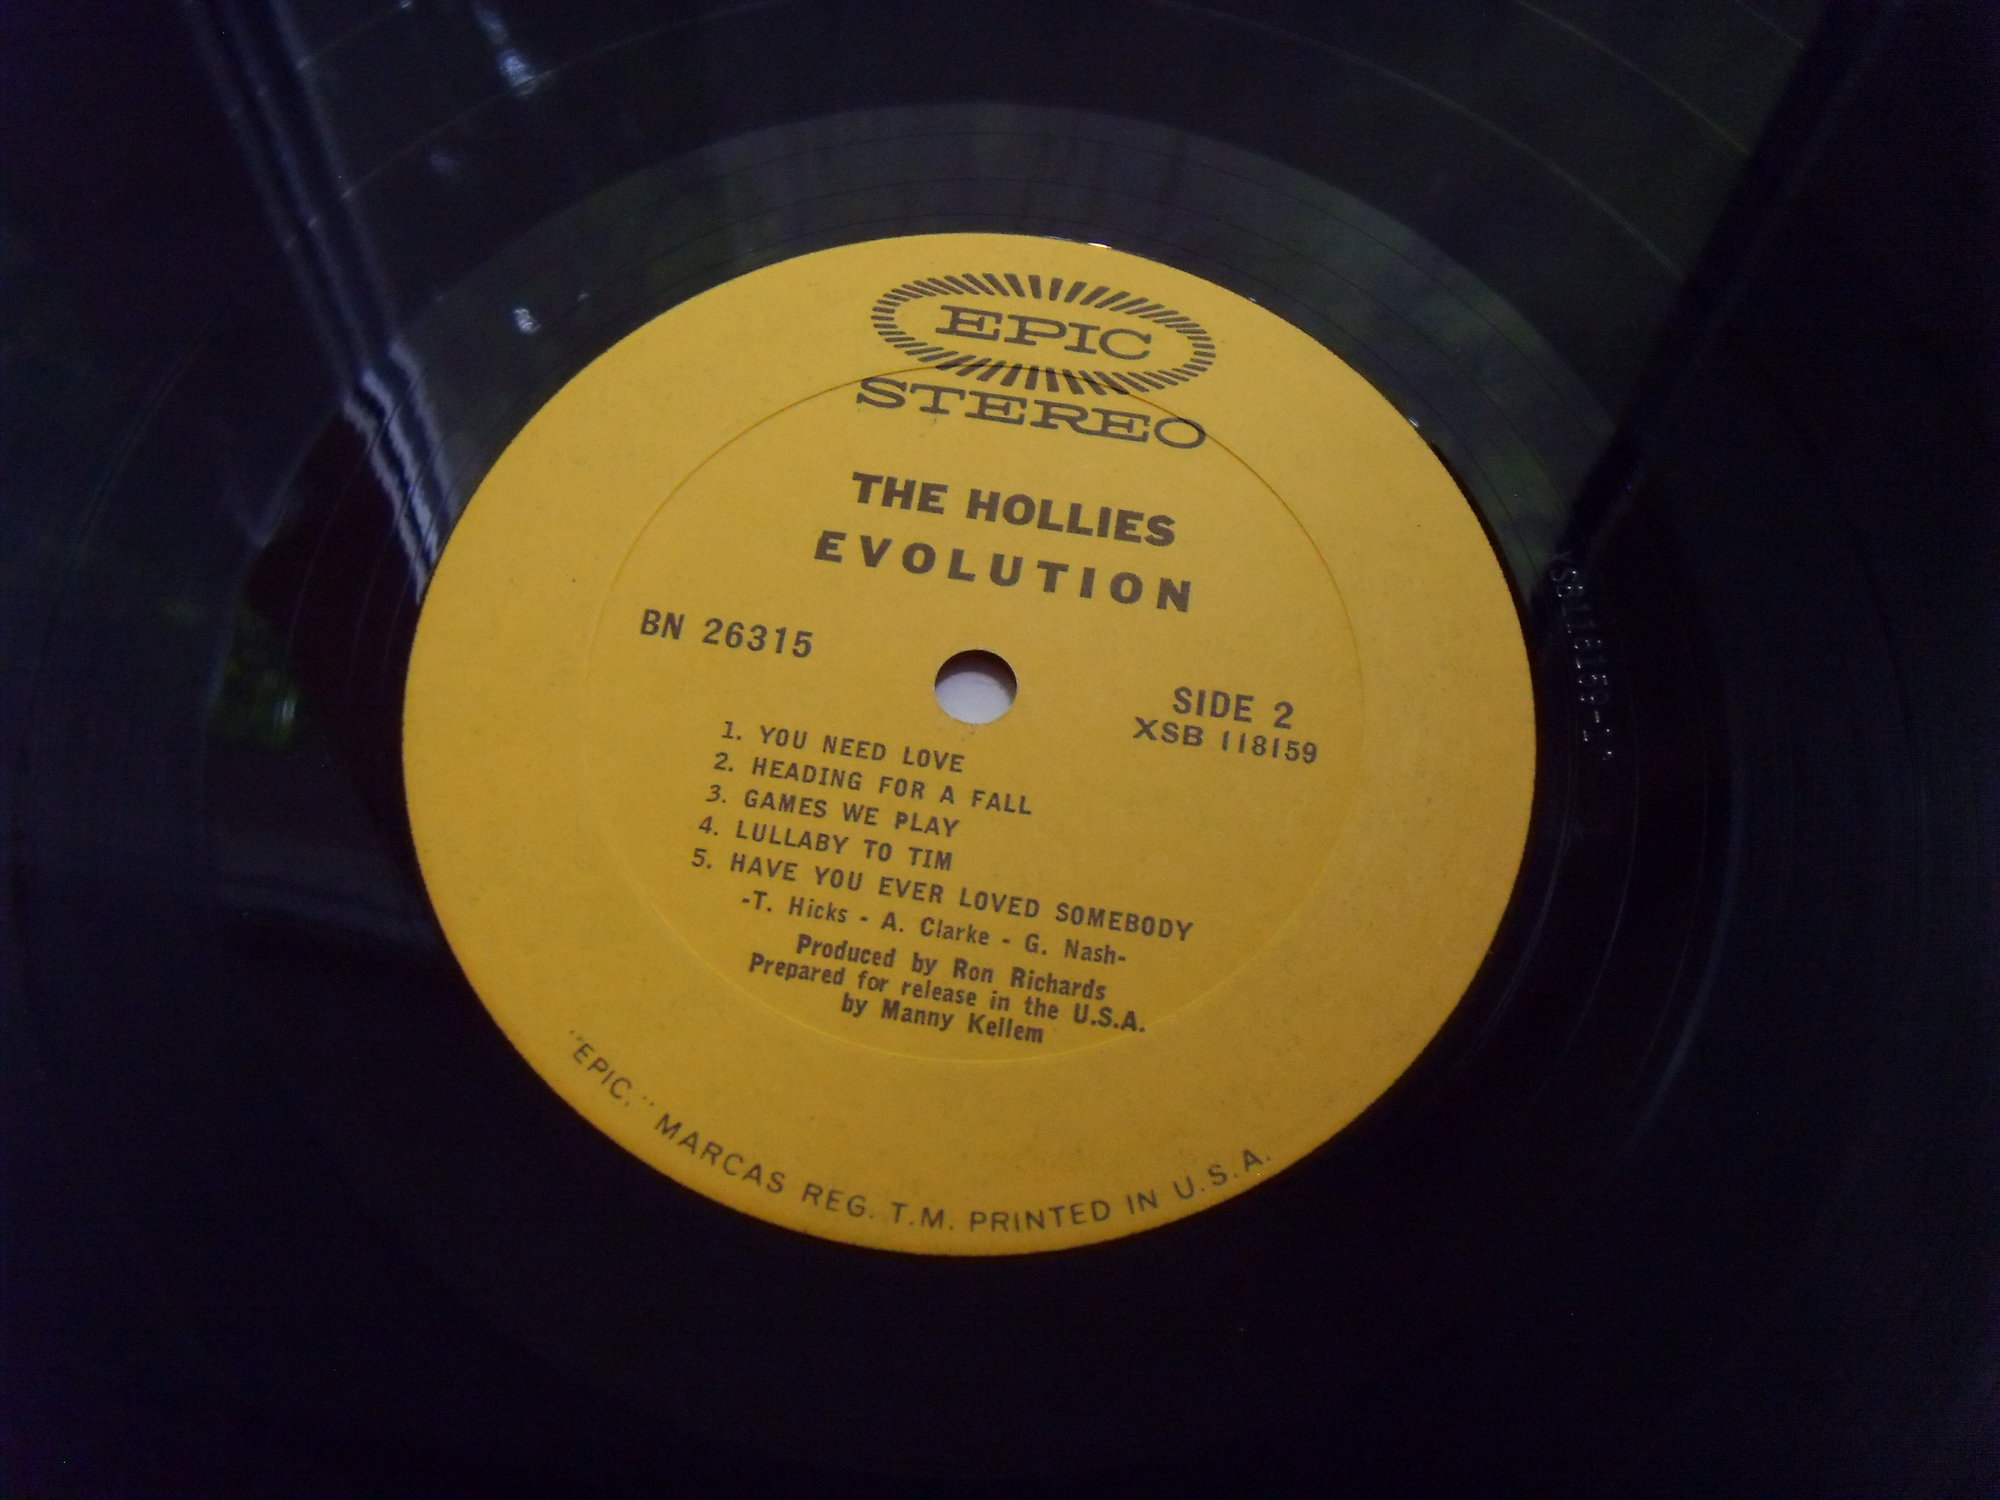 EPIC
STEREO
THE HOLLIES
EVOLUTION
BN 26315
SIDE 2
XSB 118159
1. YOU NEED LOVE
2. HEADING FOR A FALL
3. GAMES WE PLAY
4. LULLABY TO TIM
5. HAVE YOU EVER LOVED SOMEBODY
-T. Hicks - A. Clarke - G. Nash-
Produced by Ron Richards
Prepared for release in the U.S.A.
by Manny Kellem
"EPIC," MARCAS REG. T.M. PRINTED IN U.S.A.